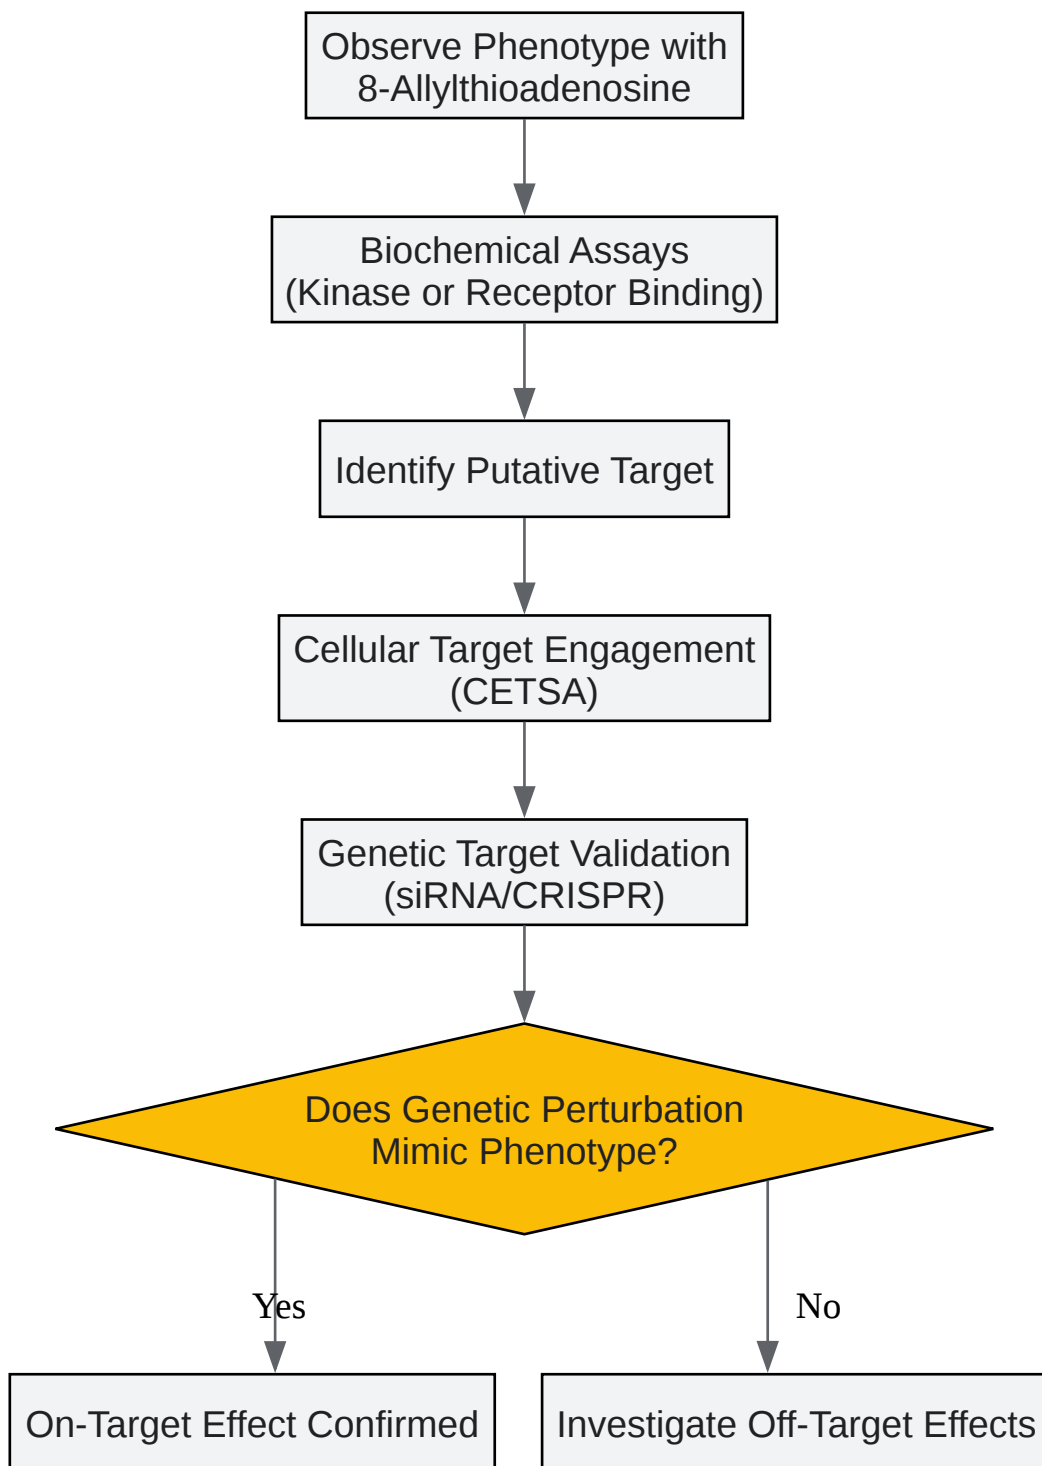 Observe Phenotype with
8-Allylthioadenosine
Biochemical Assays
(Kinase or Receptor Binding)
Identify Putative Target
Cellular Target Engagement
(CETSA)
Genetic Target Validation
(siRNA/CRISPR)
Does Genetic Perturbation
Mimic Phenotype?
Yes
No
On-Target Effect Confirmed
Investigate Off-Target Effects